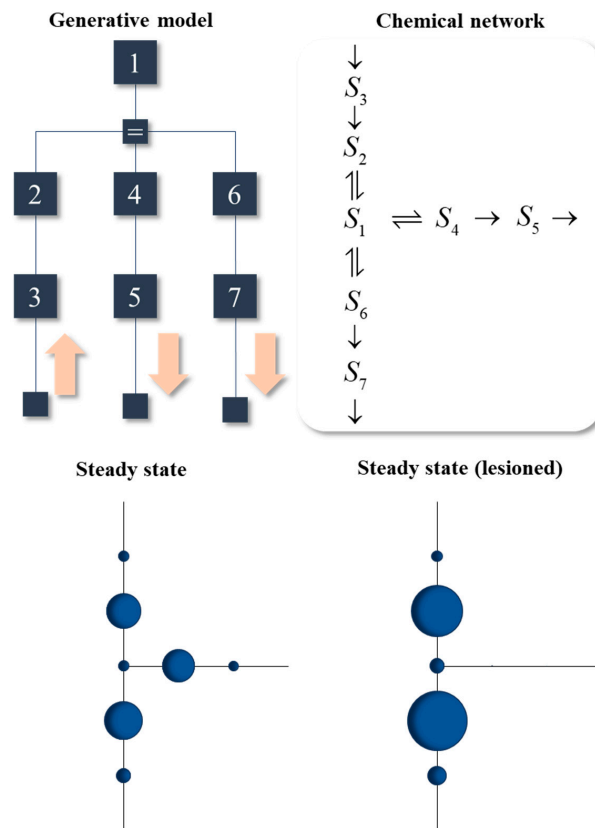 Generative model
1
=
2 4 6
3 5 7
Chemical network
↓
S₃
↓
S₂
⥮
S₁ ⇌ S₄ → S₅ →
⥮
S₆
↓
S₇
↓
Steady state
Steady state (lesioned)